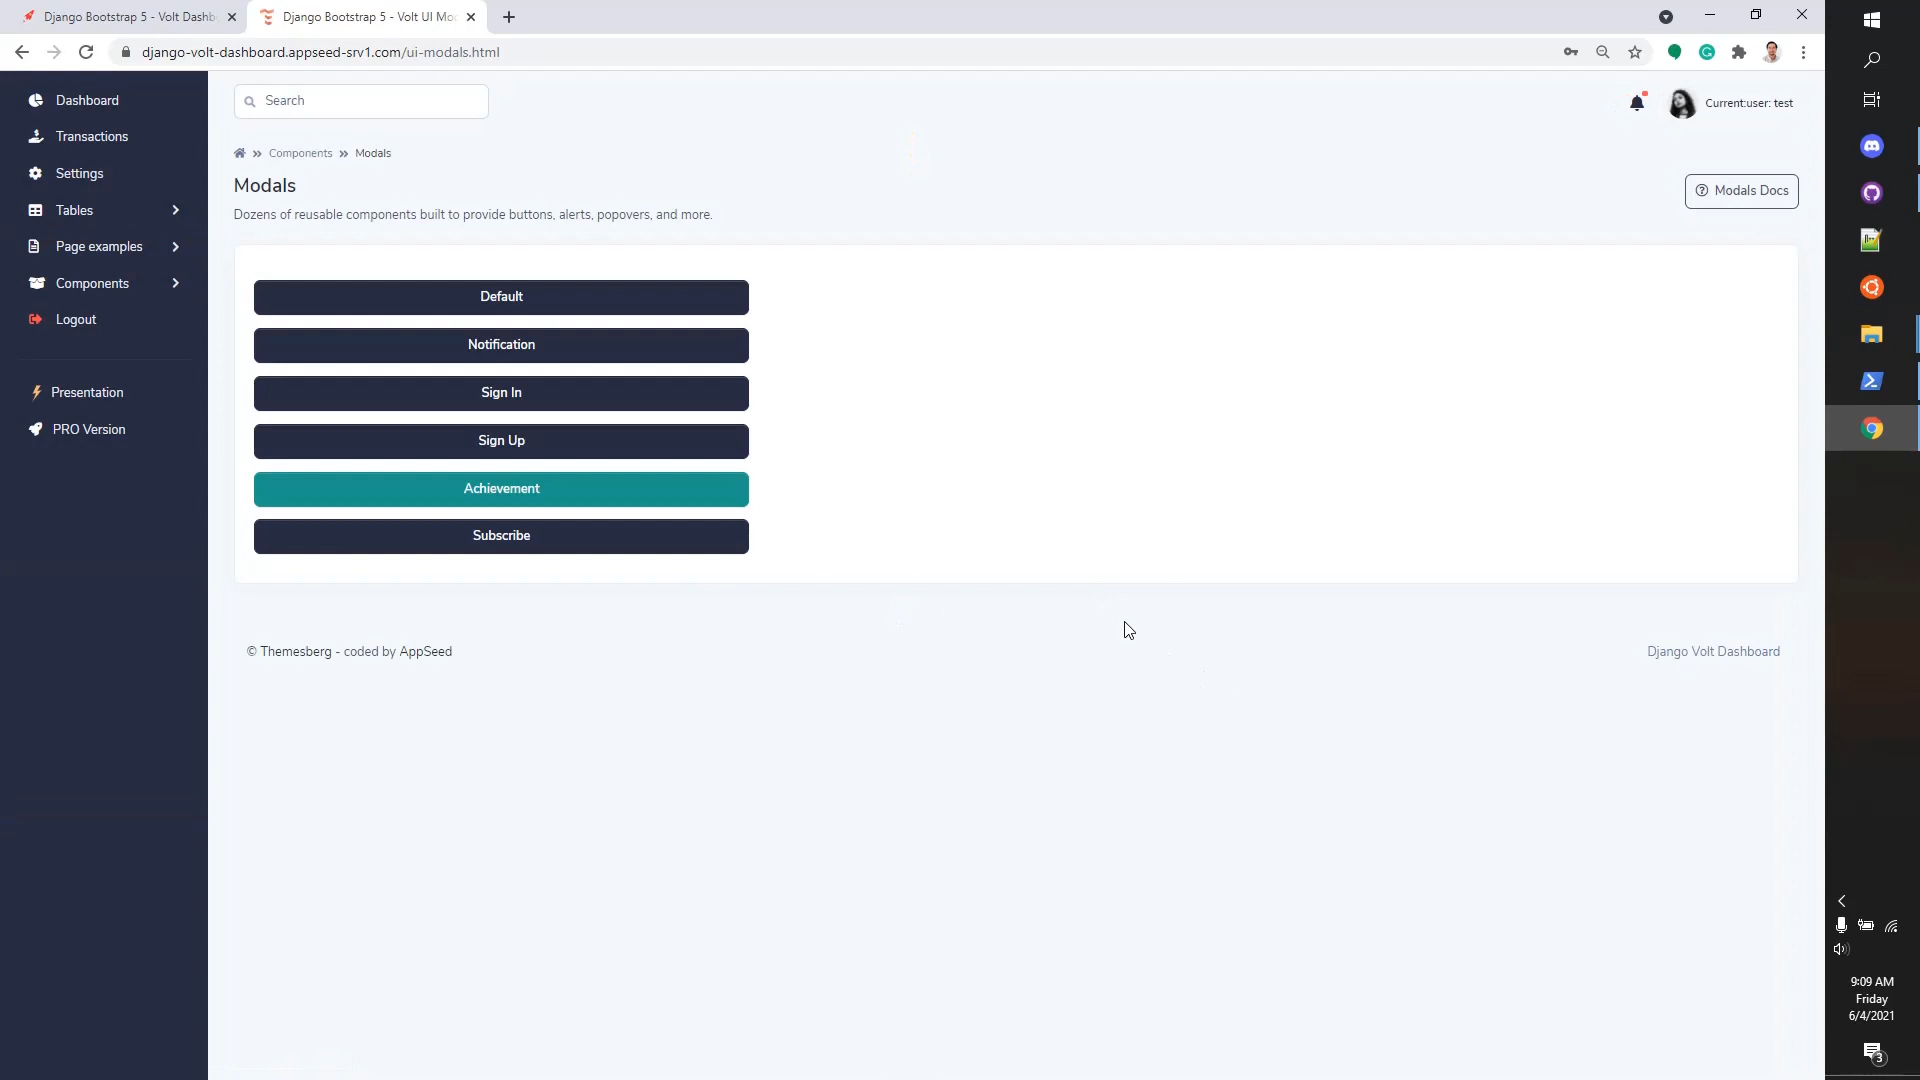 Django Bootstrap 5 - Volt Dashb
Django Bootstrap 5 - Volt UI Mo
django-volt-dashboard.appseed-srv1.com/ui-modals.html
Dashboard
Transactions
Settings
Tables
Page examples
Components
Logout
Presentation
PRO Version
Search
Current:user: test
Components
Modals
Modals
Modals Docs
Dozens of reusable components built to provide buttons, alerts, popovers, and more.
Default
Notification
Sign In
Sign Up
Achievement
Subscribe
© Themesberg - coded by AppSeed
Django Volt Dashboard
9:09 AM
Friday
6/4/2021
3